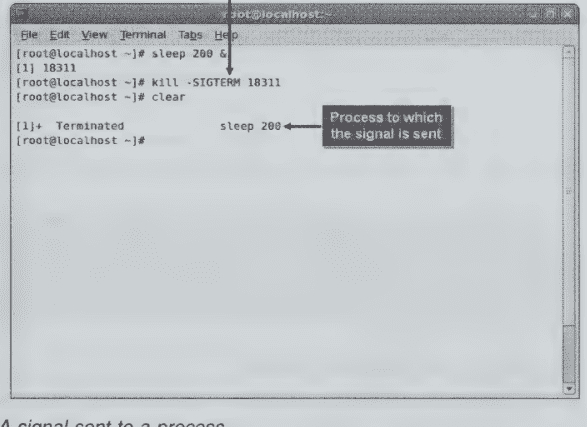 root@localhost:~
File Edit View Terminal Tabs Help
[root@localhost ~]# sleep 200 &
[1] 18311
[root@localhost ~]# kill -SIGTERM 18311
[root@localhost ~]# clear
[1]+ Terminated sleep 200
Process to which
the signal is sent
[root@localhost ~]#
A signal sent to a process